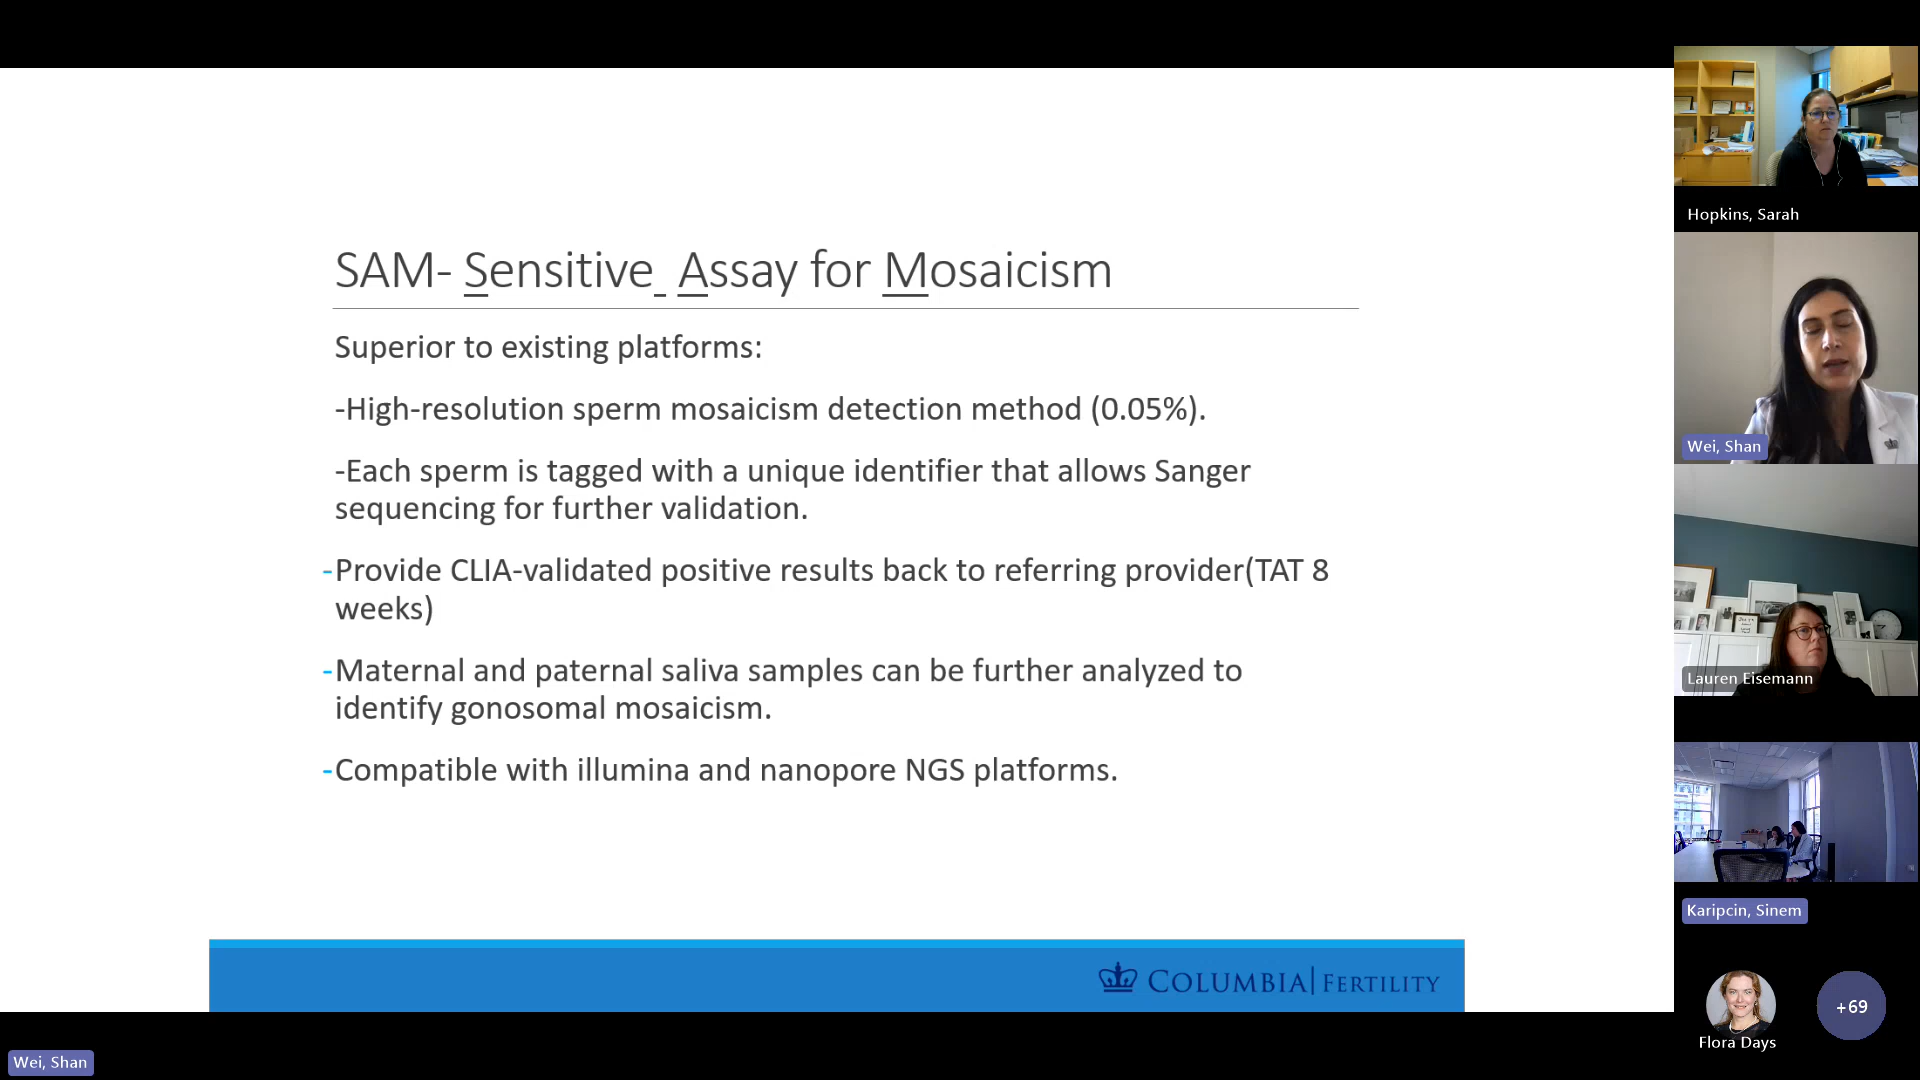 SAM- Sensitive  Assay for Mosaicism
Superior to existing platforms:
-High-resolution sperm mosaicism detection method (0.05%).
-Each sperm is tagged with a unique identifier that allows Sanger
sequencing for further validation.
-Provide CLIA-validated positive results back to referring provider(TAT 8
weeks)
-Maternal and paternal saliva samples can be further analyzed to
identify gonosomal mosaicism.
-Compatible with illumina and nanopore NGS platforms.
COLUMBIA | FERTILITY
Wei, Shan
Hopkins, Sarah
Wei, Shan
Lauren Eisemann
Karipcin, Sinem
Flora Days
+69